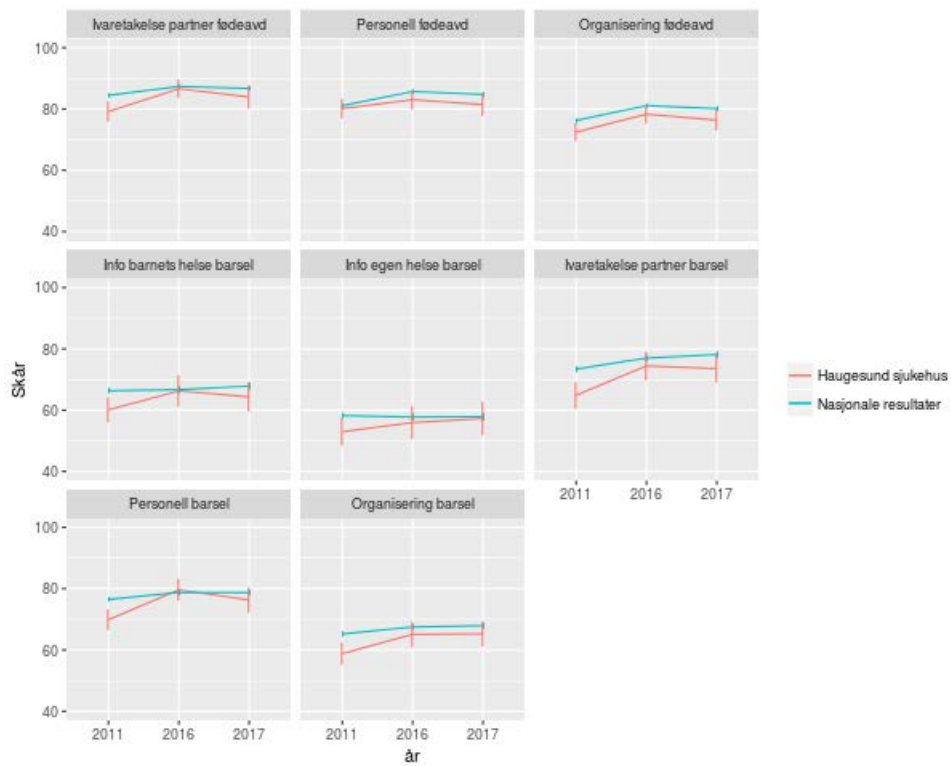 Ivaretakelse partner fødeavd
Personell fødeavd
Organisering fødeavd
100
80
60
40
Info barnets helse barsel
Info egen helse barsel
Ivaretakelse partner barsel
100
80
60
40
2011 2016 2017
Personell barsel
Organisering barsel
100
80
60
40
2011 2016 2017
2011 2016 2017
Skår
år
Haugesund sjukehus
Nasjonale resultater